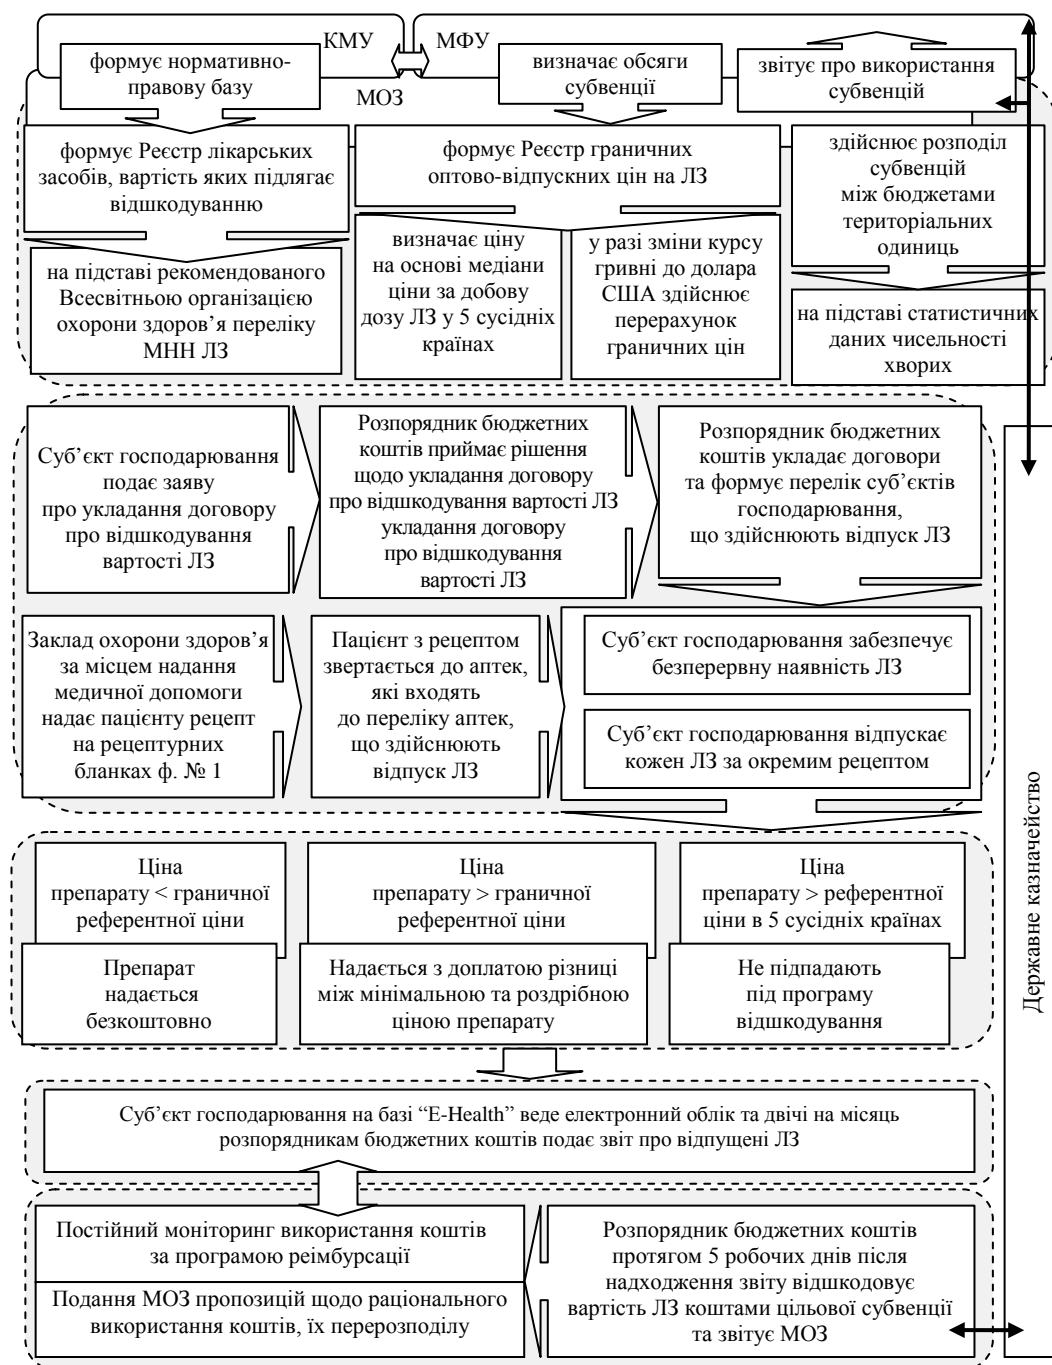 КМУ
МФУ
формує нормативно-
правову базу
МОЗ
визначає обсяги
субвенції
звітує про використання
субвенцій
формує Реєстр лікарських
засобів, вартість яких підлягає
відшкодуванню
формує Реєстр граничних
оптово-відпускних цін на ЛЗ
здійснює розподіл
субвенцій
між бюджетами
територіальних
одиниць
на підставі рекомендованого
Всесвітньою організацією
охорони здоров’я переліку
МНН ЛЗ
визначає ціну
на основі медіани
ціни за добову
дозу ЛЗ у 5 сусідніх
країнах
у разі зміни курсу
гривні до долара
США здійснює
перерахунок
граничних цін
на підставі статистичних
даних чисельності
хворих
Суб’єкт господарювання
подає заяву
про укладання договору
про відшкодування
вартості ЛЗ
Розпорядник бюджетних
коштів приймає рішення
щодо укладання договору
про відшкодування вартості ЛЗ
укладання договору
про відшкодування
вартості ЛЗ
Розпорядник бюджетних
коштів укладає договори
та формує перелік суб’єктів
господарювання,
що здійснюють відпуск ЛЗ
Заклад охорони здоров’я
за місцем надання
медичної допомоги
надає пацієнту рецепт
на рецептурних
бланках ф. № 1
Пацієнт з рецептом
звертається до аптек,
які входять
до переліку аптек,
що здійснюють
відпуск ЛЗ
Суб’єкт господарювання забезпечує
безперервну наявність ЛЗ
Суб’єкт господарювання відпускає
кожен ЛЗ за окремим рецептом
Державне казначейство
Ціна
препарату < граничної
референтної ціни
Ціна
препарату > граничної
референтної ціни
Ціна
препарату > референтної
ціни в 5 сусідніх країнах
Препарат
надається
безкоштовно
Надається з доплатою різниці
між мінімальною та роздрібною
ціною препарату
Не підпадають
під програму
відшкодування
Суб’єкт господарювання на базі “E-Health” веде електронний облік та двічі на місяць
розпорядникам бюджетних коштів подає звіт про відпущені ЛЗ
Постійний моніторинг використання коштів
за програмою реімбурсації
Подання МОЗ пропозицій щодо раціонального
використання коштів, їх перерозподілу
Розпорядник бюджетних коштів
протягом 5 робочих днів після
надходження звіту відшкодовує
вартість ЛЗ коштами цільової субвенції
та звітує МОЗ